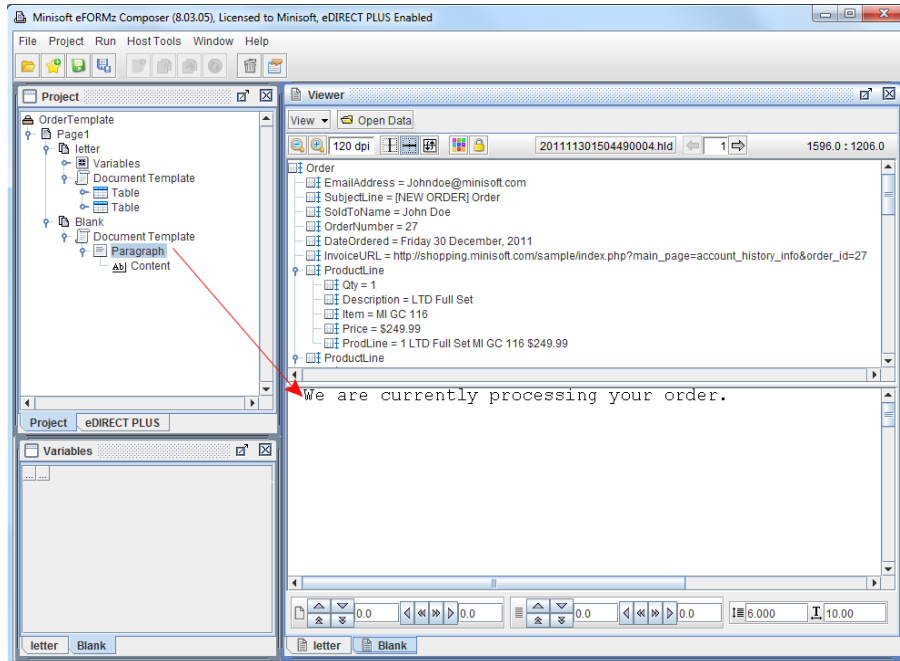 Minisoft eFORMz Composer (8.03.05), Licensed to Minisoft, eDIRECT PLUS Enabled
File Project Run Host Tools Window Help
Project
OrderTemplate
Page1
letter
Variables
Document Template
Table
Table
Blank
Document Template
Paragraph
Ab Content
Project eDIRECT PLUS
Variables
... ...
letter Blank
Viewer
View Open Data
120 dpi 201111301504490004.hld 1 1596.0 : 1206.0
Order
EmailAddress = Johndoe@minisoft.com
SubjectLine = [NEW ORDER] Order
SoldToName = John Doe
OrderNumber = 27
DateOrdered = Friday 30 December, 2011
InvoiceURL = http://shopping.minisoft.com/sample/index.php?main_page=account_history_info&order_id=27
ProductLine
Qty = 1
Description = LTD Full Set
Item = MI GC 116
Price = $249.99
ProdLine = 1 LTD Full Set MI GC 116 $249.99
ProductLine
We are currently processing your order.
0.0 0.0 0.0 0.0 6.000 10.00
letter Blank